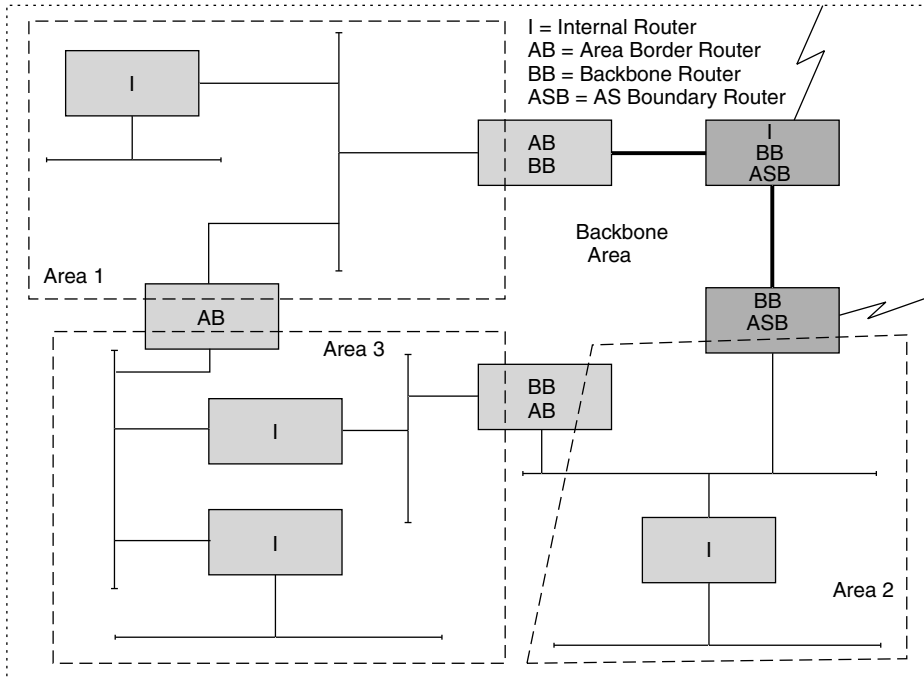 I = Internal Router
AB = Area Border Router
BB = Backbone Router
ASB = AS Boundary Router
I
AB
BB
I
BB
ASB
Backbone
Area
Area 1
AB
BB
ASB
Area 3
BB
AB
I
I
I
Area 2